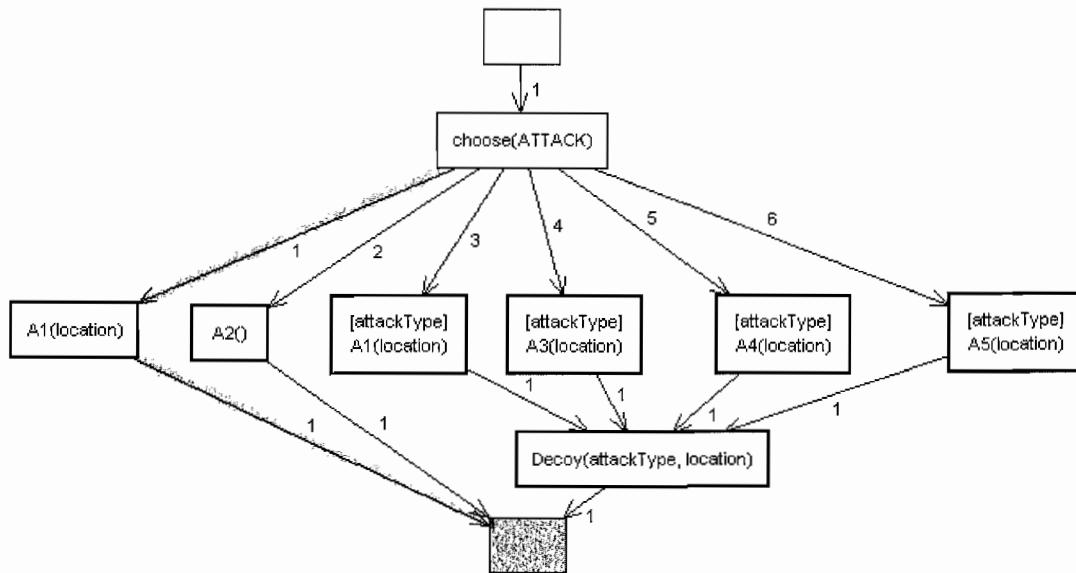 1
choose(ATTACK)
1
2
3
4
5
6
A1(location)
A2()
[attackType]
A1(location)
[attackType]
A3(location)
[attackType]
A4(location)
[attackType]
A5(location)
1
1
1
1
1
1
Decoy(attackType, location)
1